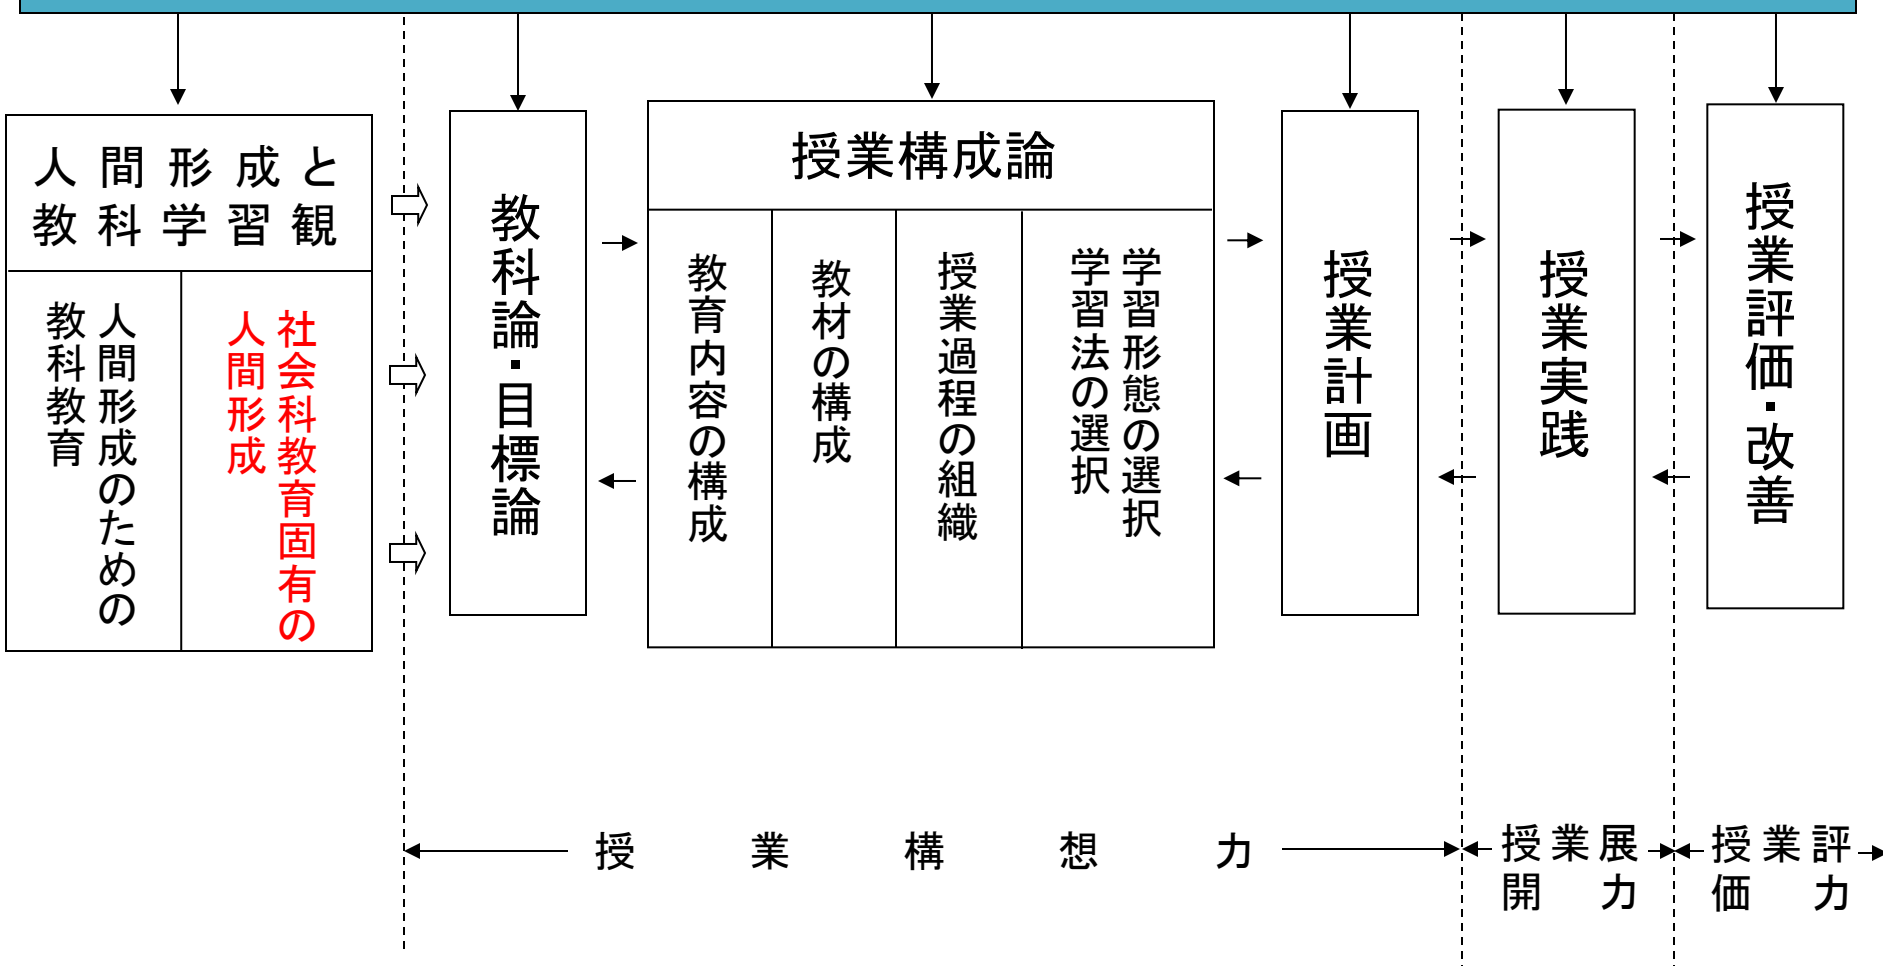 人間形成と
教科学習観
人間形成のための
教科教育
社会科教育固有の
人間形成
教科論・目標論
授業構成論
教育内容の構成
教材の構成
授業過程の組織
学習形態の選択
学習法の選択
授業計画
授業実践
授業評価・改善
授業構想力
授業展
開力
授業評
価力